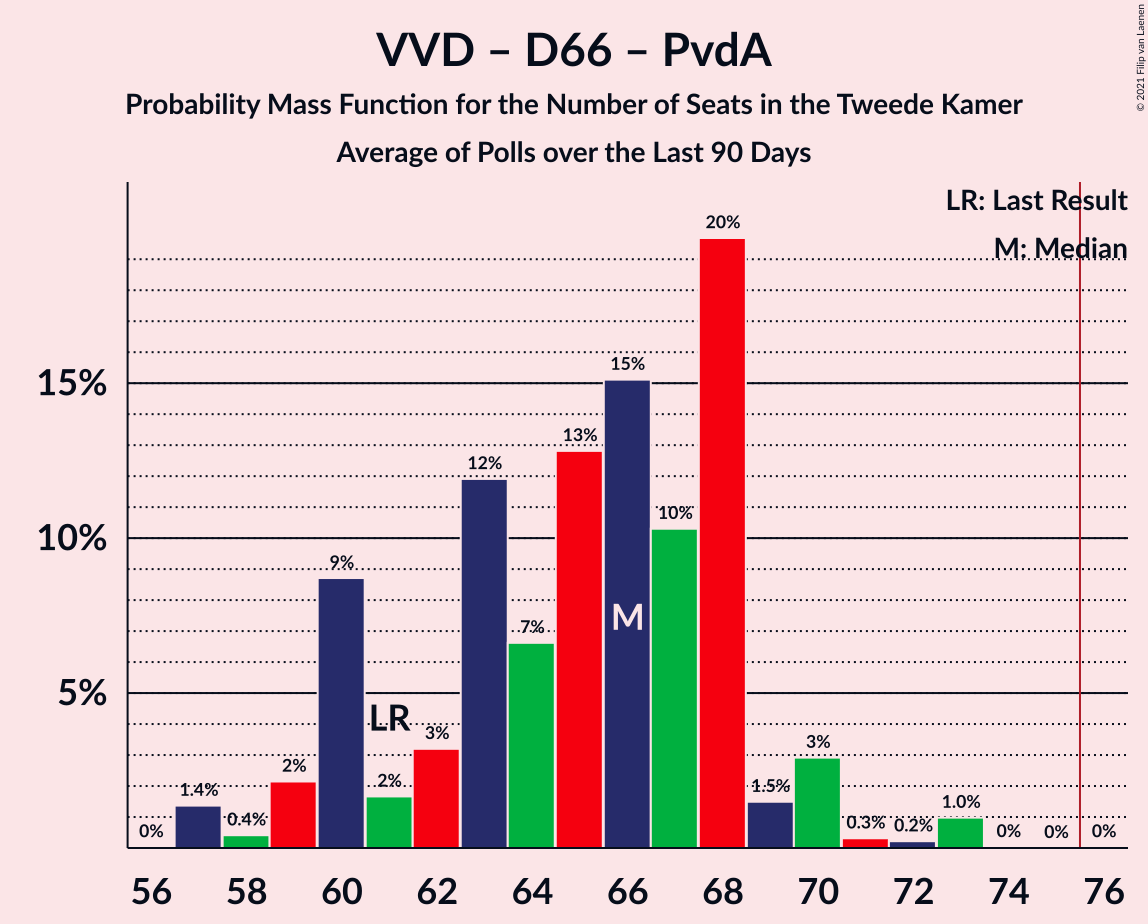 VVD – D66 – PvdA
Probability Mass Function for the Number of Seats in the Tweede Kamer
Average of Polls over the Last 90 Days
© 2021 Filip van Laenen
LR: Last Result
M: Median
20%
15%
15%
13%
12%
10%
10%
9%
7%
M
5%
LR
3%
3%
2%
2%
1.4%
1.5%
1.0%
0%
0.4%
0.3%
0.2%
0%
0%
0%
56 58 60 62 64 66 68 70 72 74 76